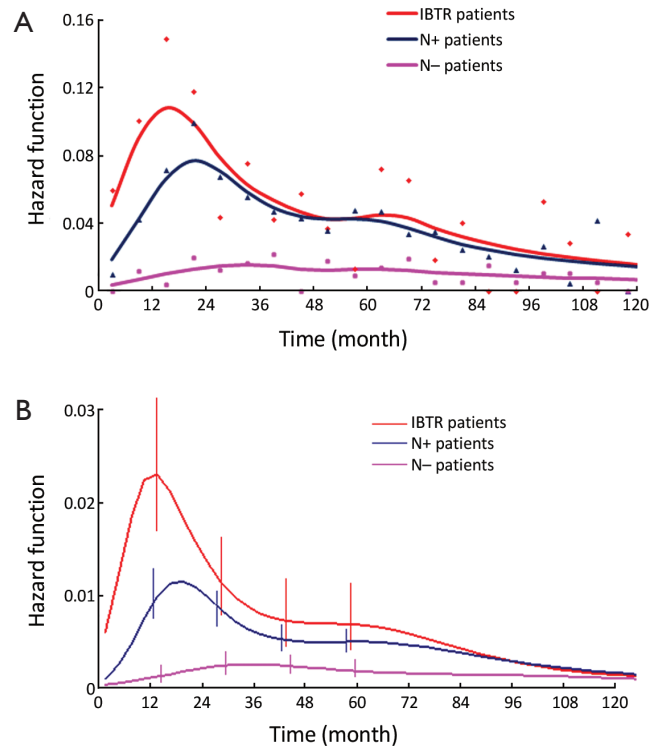 A
IBTR patients
N+ patients
N– patients
Hazard function
0.16
0.12
0.08
0.04
0
0 12 24 36 48 60 72 84 96 108 120
Time (month)
B
IBTR patients
N+ patients
N– patients
Hazard function
0.03
0.02
0.01
0
0 12 24 36 48 60 72 84 96 108 120
Time (month)